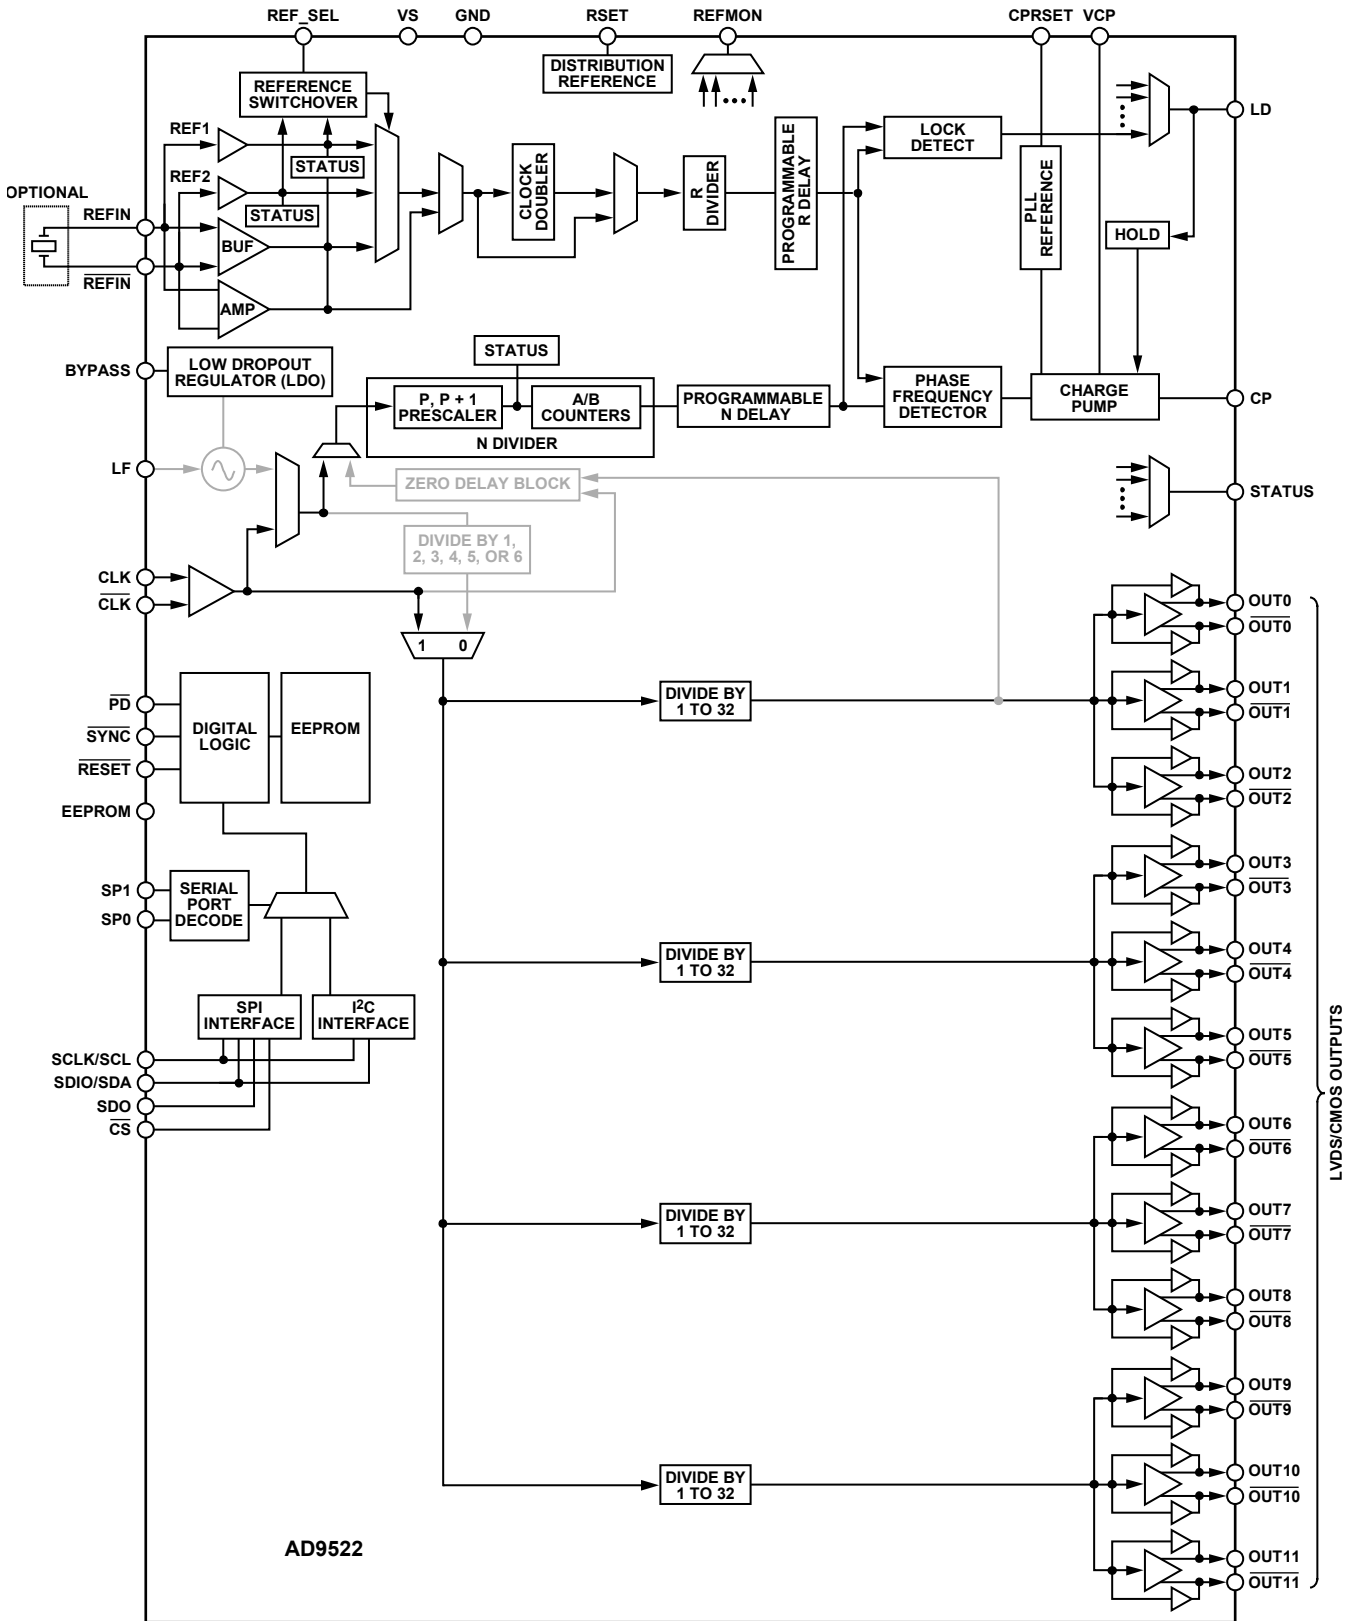 REF_SEL
VS
GND
RSET
REFMON
CPRSET
VCP
DISTRIBUTION
REFERENCE
REFERENCE
SWITCHOVER
REF1
STATUS
REF2
STATUS
OPTIONAL
REFIN
REFIN
BUF
AMP
CLOCK
DOUBLER
R
DIVIDER
PROGRAMMABLE
R DELAY
LOCK
DETECT
PLL
REFERENCE
LD
HOLD
BYPASS
LOW DROPOUT
REGULATOR (LDO)
STATUS
P, P + 1
PRESCALER
A/B
COUNTERS
N DIVIDER
PROGRAMMABLE
N DELAY
PHASE
FREQUENCY
DETECTOR
CHARGE
PUMP
CP
LF
ZERO DELAY BLOCK
STATUS
DIVIDE BY 1,
2, 3, 4, 5, OR 6
CLK
CLK
1
0
OUT0
OUT0
PD
SYNC
RESET
EEPROM
DIGITAL
LOGIC
EEPROM
DIVIDE BY
1 TO 32
OUT1
OUT1
OUT2
OUT2
SP1
SP0
SERIAL
PORT
DECODE
OUT3
OUT3
DIVIDE BY
1 TO 32
OUT4
OUT4
SPI
INTERFACE
I2C
INTERFACE
OUT5
OUT5
SCLK/SCL
SDIO/SDA
SDO
CS
LVDS/CMOS OUTPUTS
OUT6
OUT6
DIVIDE BY
1 TO 32
OUT7
OUT7
OUT8
OUT8
OUT9
OUT9
DIVIDE BY
1 TO 32
OUT10
OUT10
AD9522
OUT11
OUT11